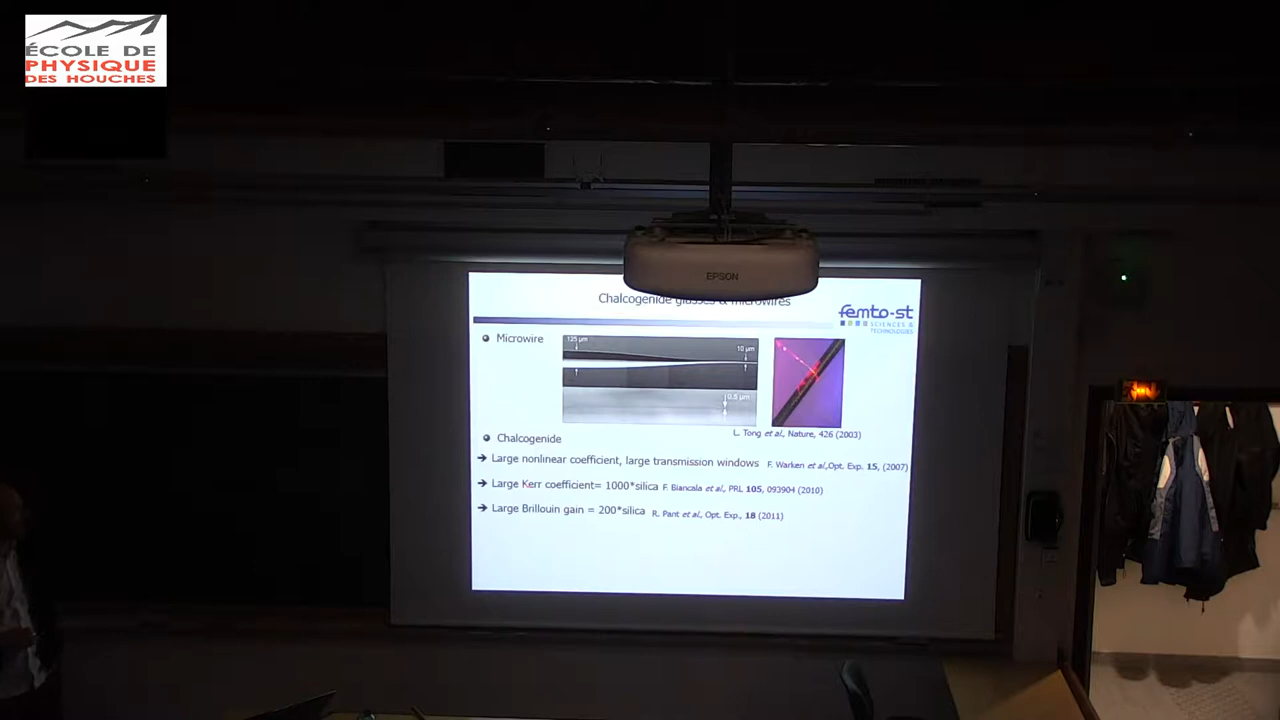 ÉCOLE DE
PHYSIQUE
DES HOUCHES
EPSON
Chalcogenide glasses & microwires
femto-st
SCIENCES &
TECHNOLOGIES
Microwire
125 µm
10 µm
0.5 µm
L. Tong et al., Nature, 426 (2003)
Chalcogenide
➔ Large nonlinear coefficient, large transmission windows F. Warken et al.,Opt. Exp. 15, (2007)
➔ Large Kerr coefficient= 1000*silica F. Biancala et al., PRL 105, 093904 (2010)
➔ Large Brillouin gain = 200*silica R. Pant et al., Opt. Exp., 18 (2011)